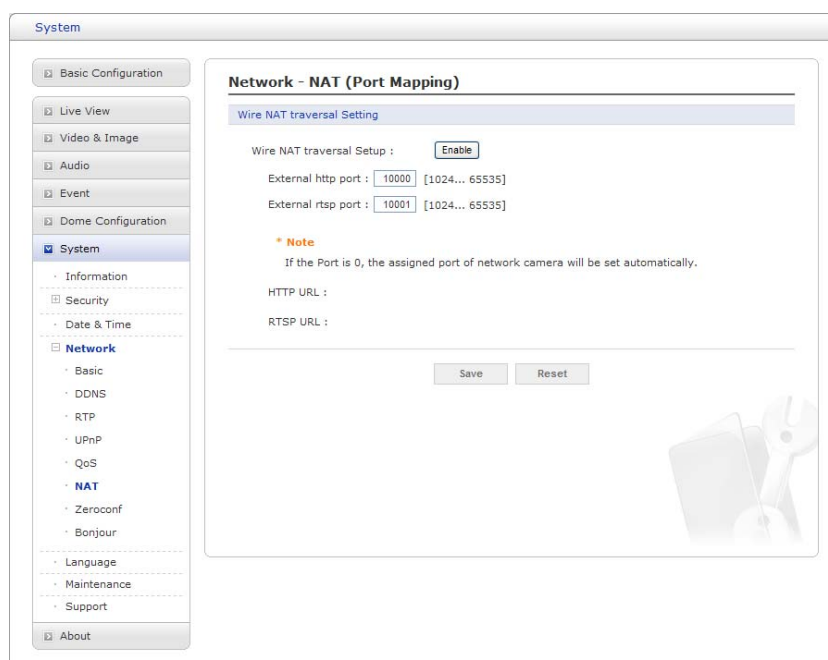 System
Basic Configuration
Live View
Video & Image
Audio
Event
Dome Configuration
System
Information
Security
Date & Time
Network
Basic
DDNS
RTP
UPnP
QoS
NAT
Zeroconf
Bonjour
Language
Maintenance
Support
About
Network - NAT (Port Mapping)
Wire NAT traversal Setting
Wire NAT traversal Setup : Enable
External http port : 10000 [1024... 65535]
External rtsp port : 10001 [1024... 65535]
* Note
If the Port is 0, the assigned port of network camera will be set automatically.
HTTP URL :
RTSP URL :
Save Reset